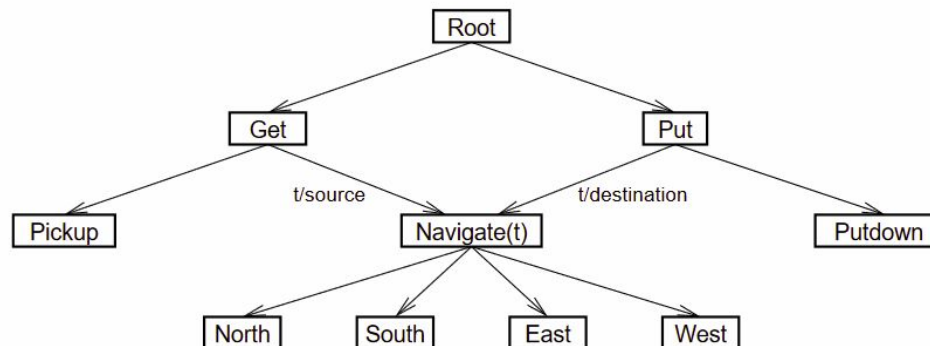 Root
Get
Put
t/source
t/destination
Pickup
Navigate(t)
Putdown
North
South
East
West